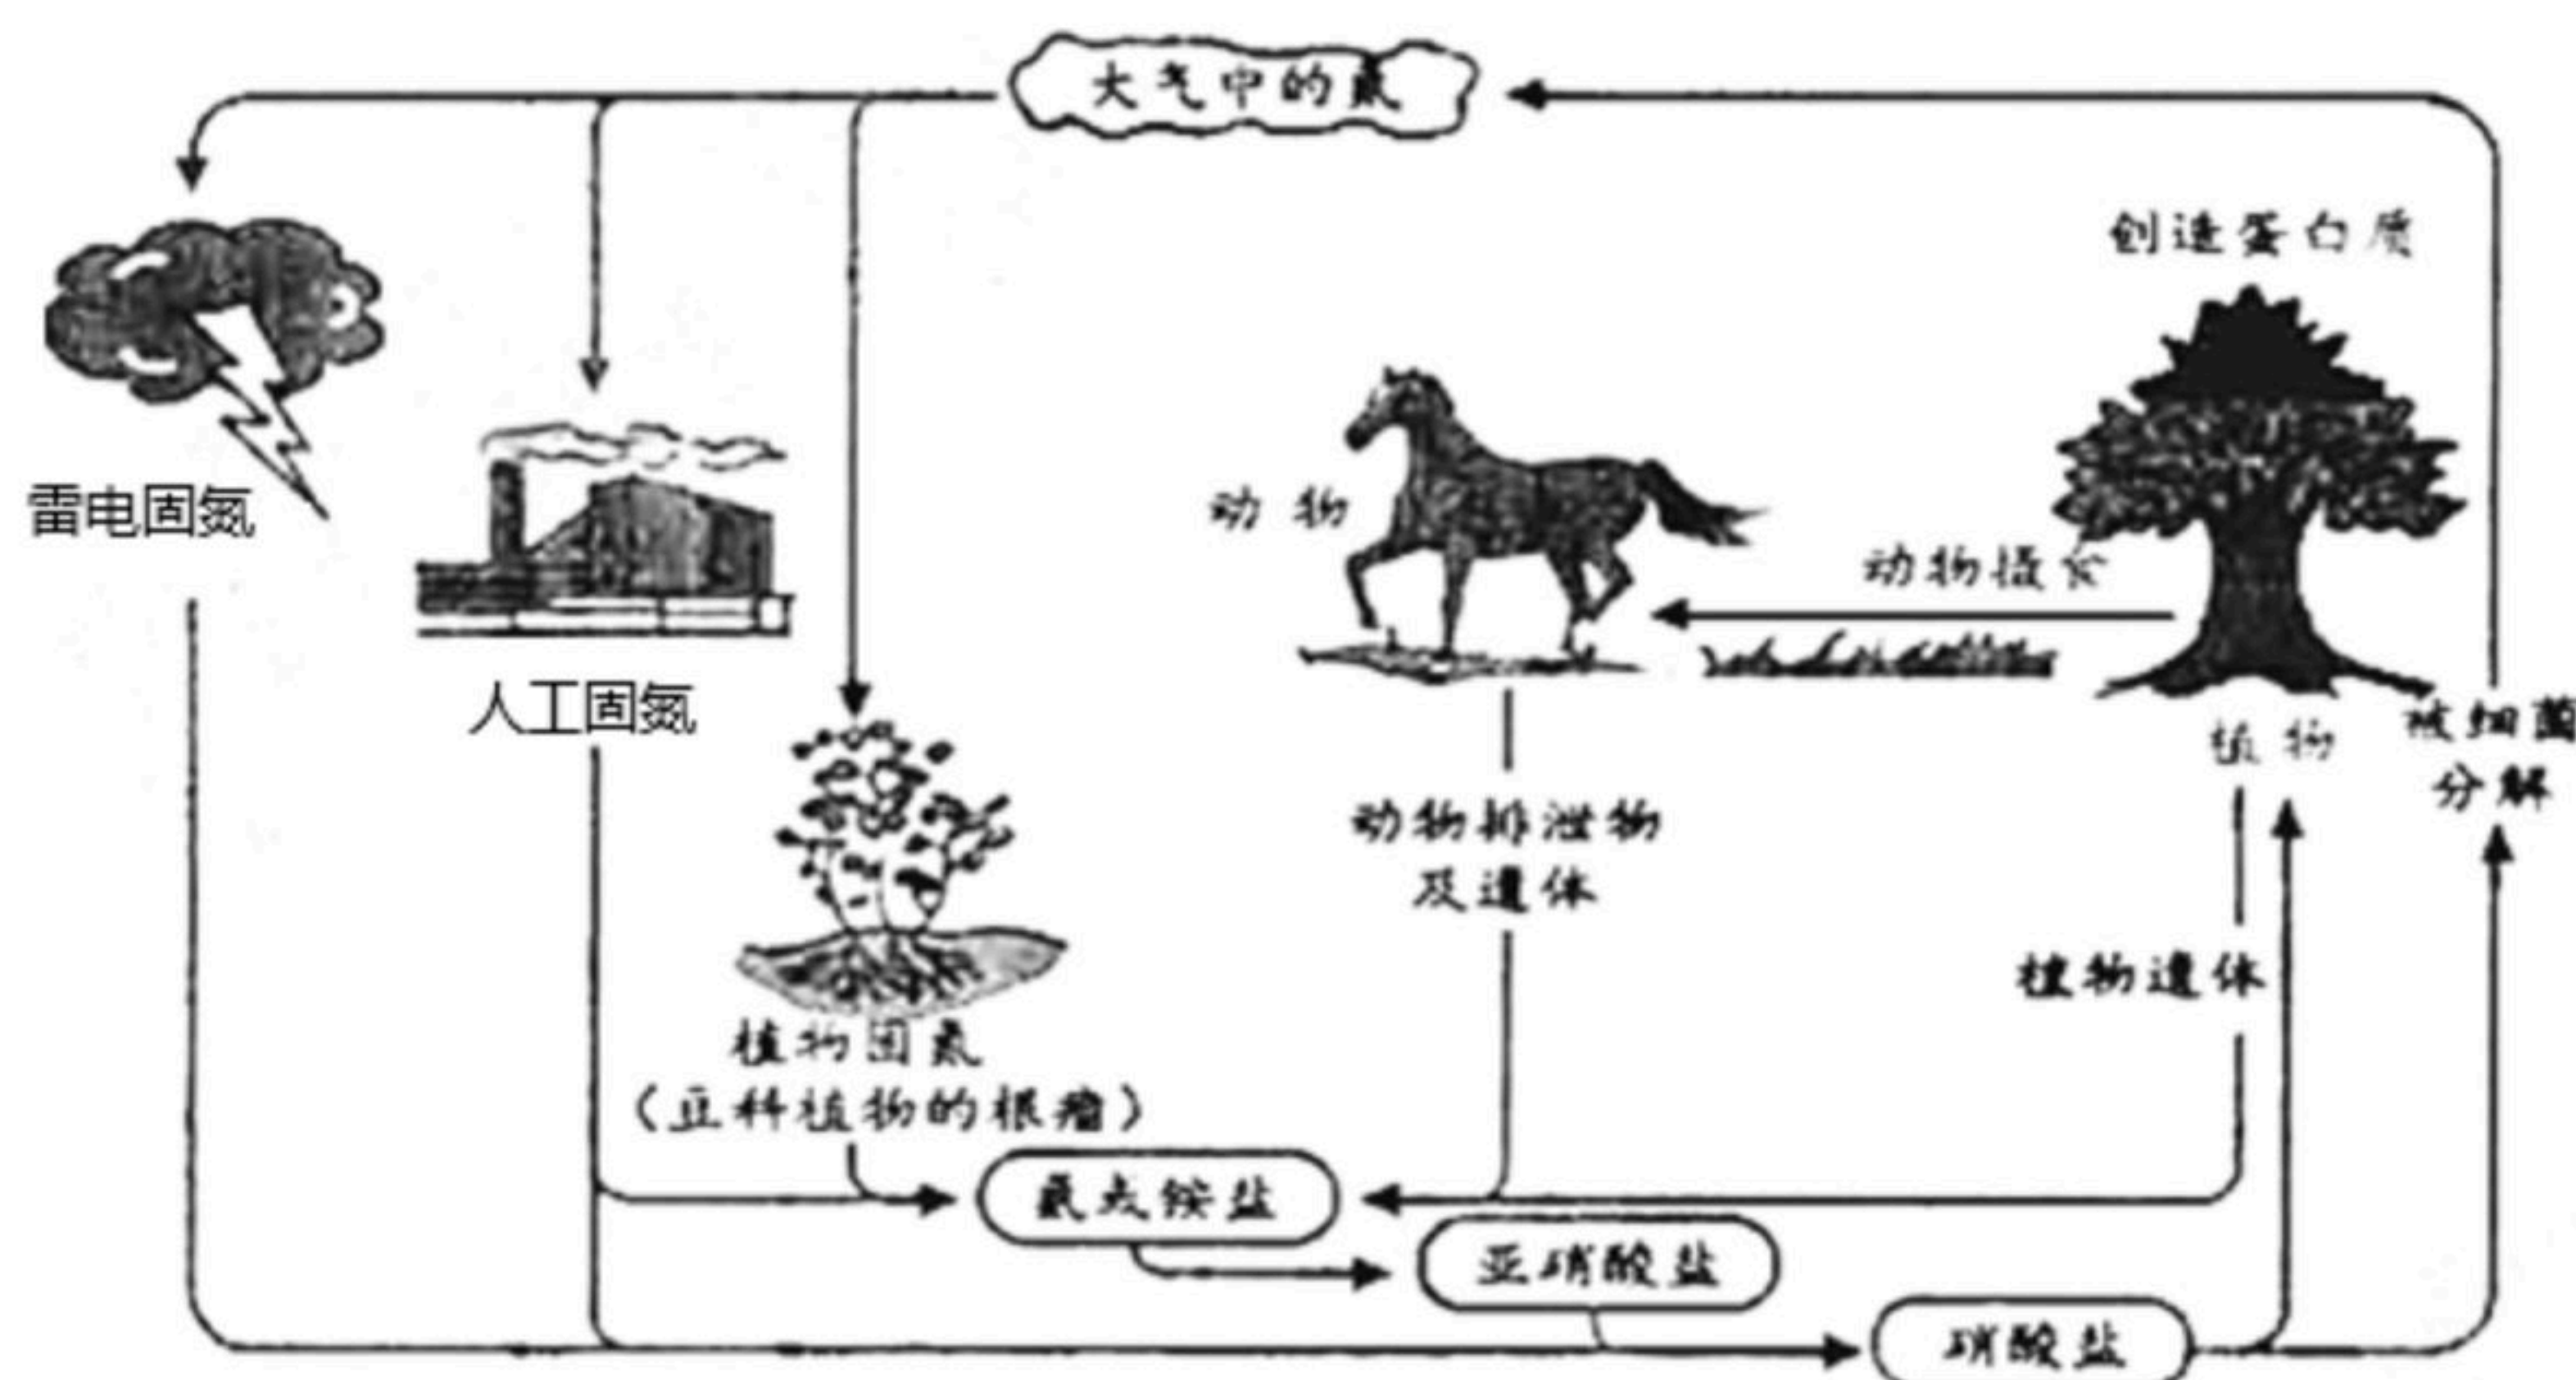 大气中的氮
创造蛋白质
雷电固氮
动物
动物摄食
人工固氮
植物
被细菌
分解
动物排泄物
及遗体
植物遗体
植物固氮
（豆科植物的根瘤）
氨或铵盐
亚硝酸盐
硝酸盐